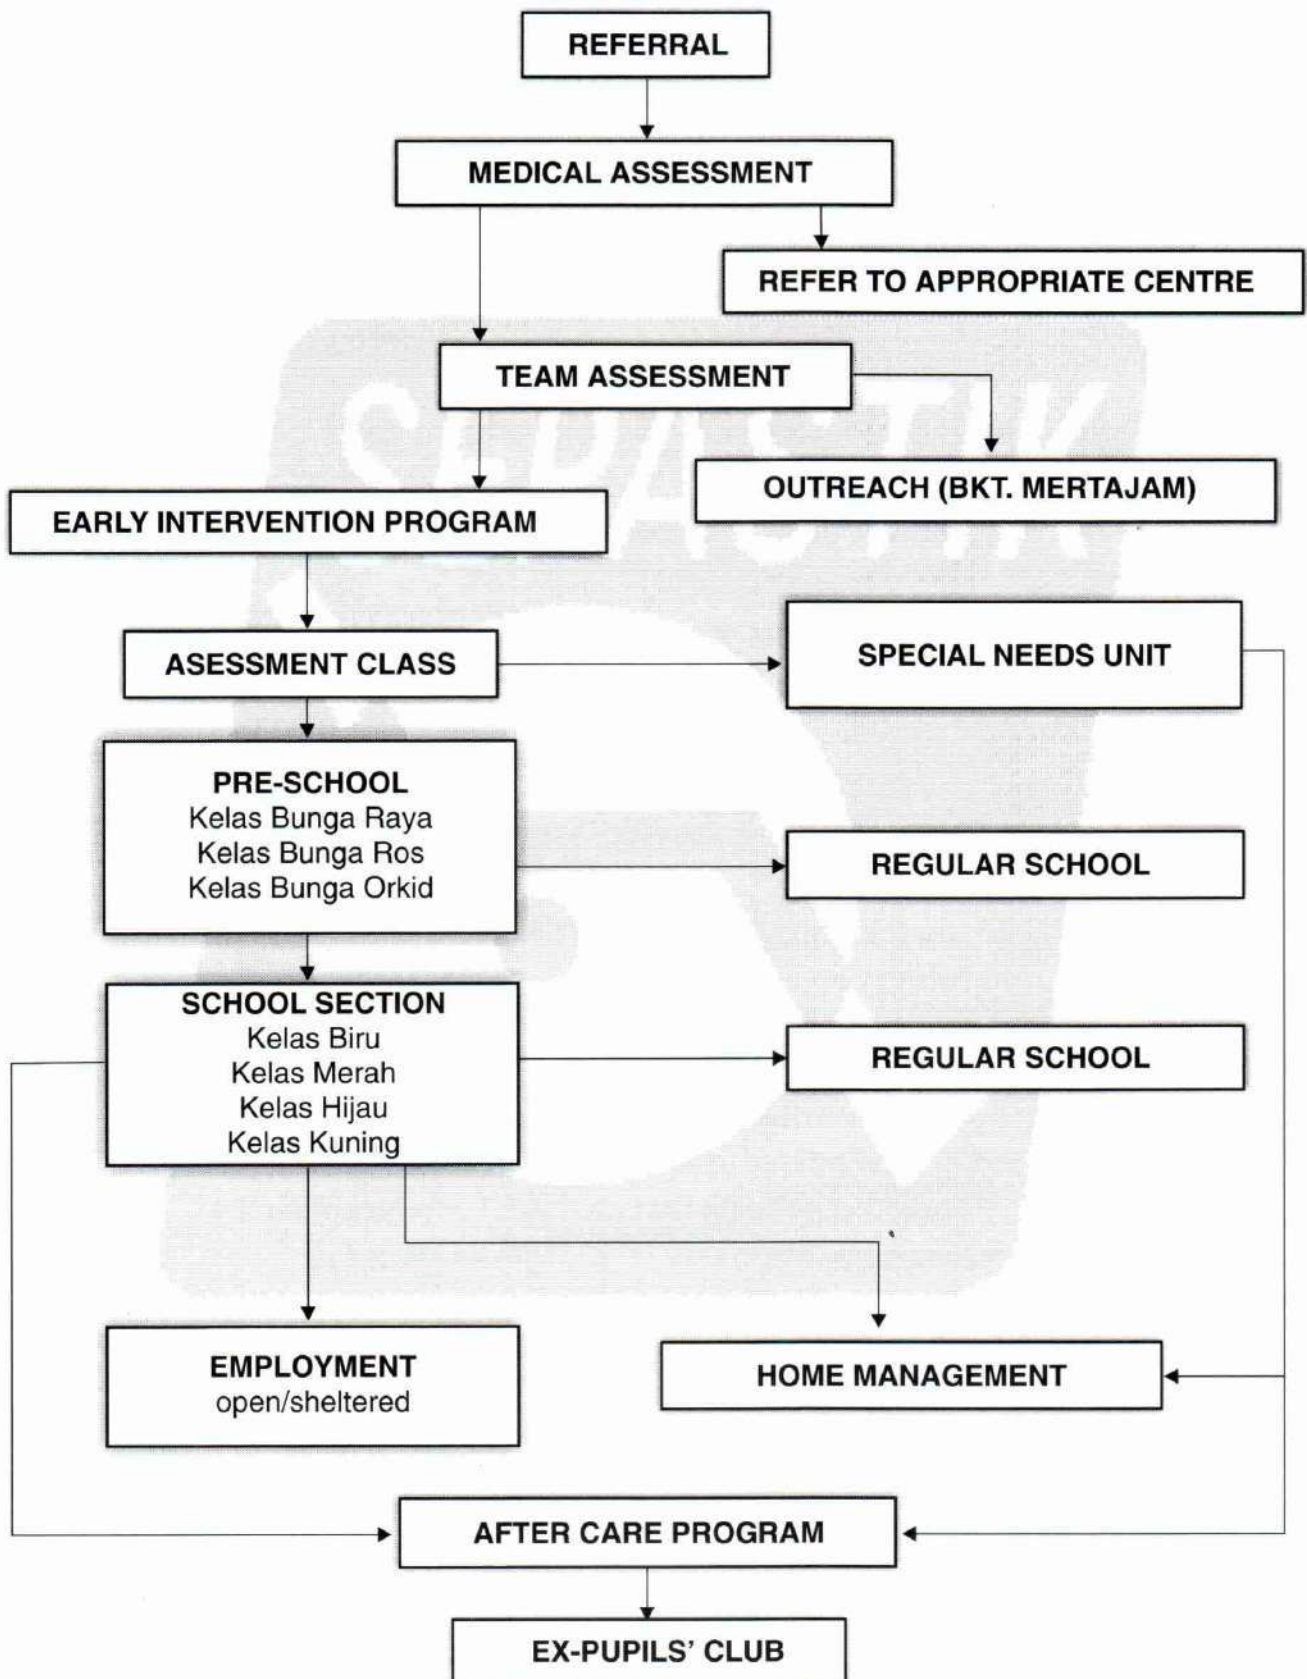 REFERRAL
MEDICAL ASSESSMENT
REFER TO APPROPRIATE CENTRE
TEAM ASSESSMENT
OUTREACH (BKT. MERTAJAM)
EARLY INTERVENTION PROGRAM
ASESSMENT CLASS
SPECIAL NEEDS UNIT
PRE-SCHOOL
Kelas Bunga Raya
Kelas Bunga Ros
Kelas Bunga Orkid
REGULAR SCHOOL
SCHOOL SECTION
Kelas Biru
Kelas Merah
Kelas Hijau
Kelas Kuning
REGULAR SCHOOL
EMPLOYMENT
open/sheltered
HOME MANAGEMENT
AFTER CARE PROGRAM
EX-PUPILS’ CLUB
SEPASTIK